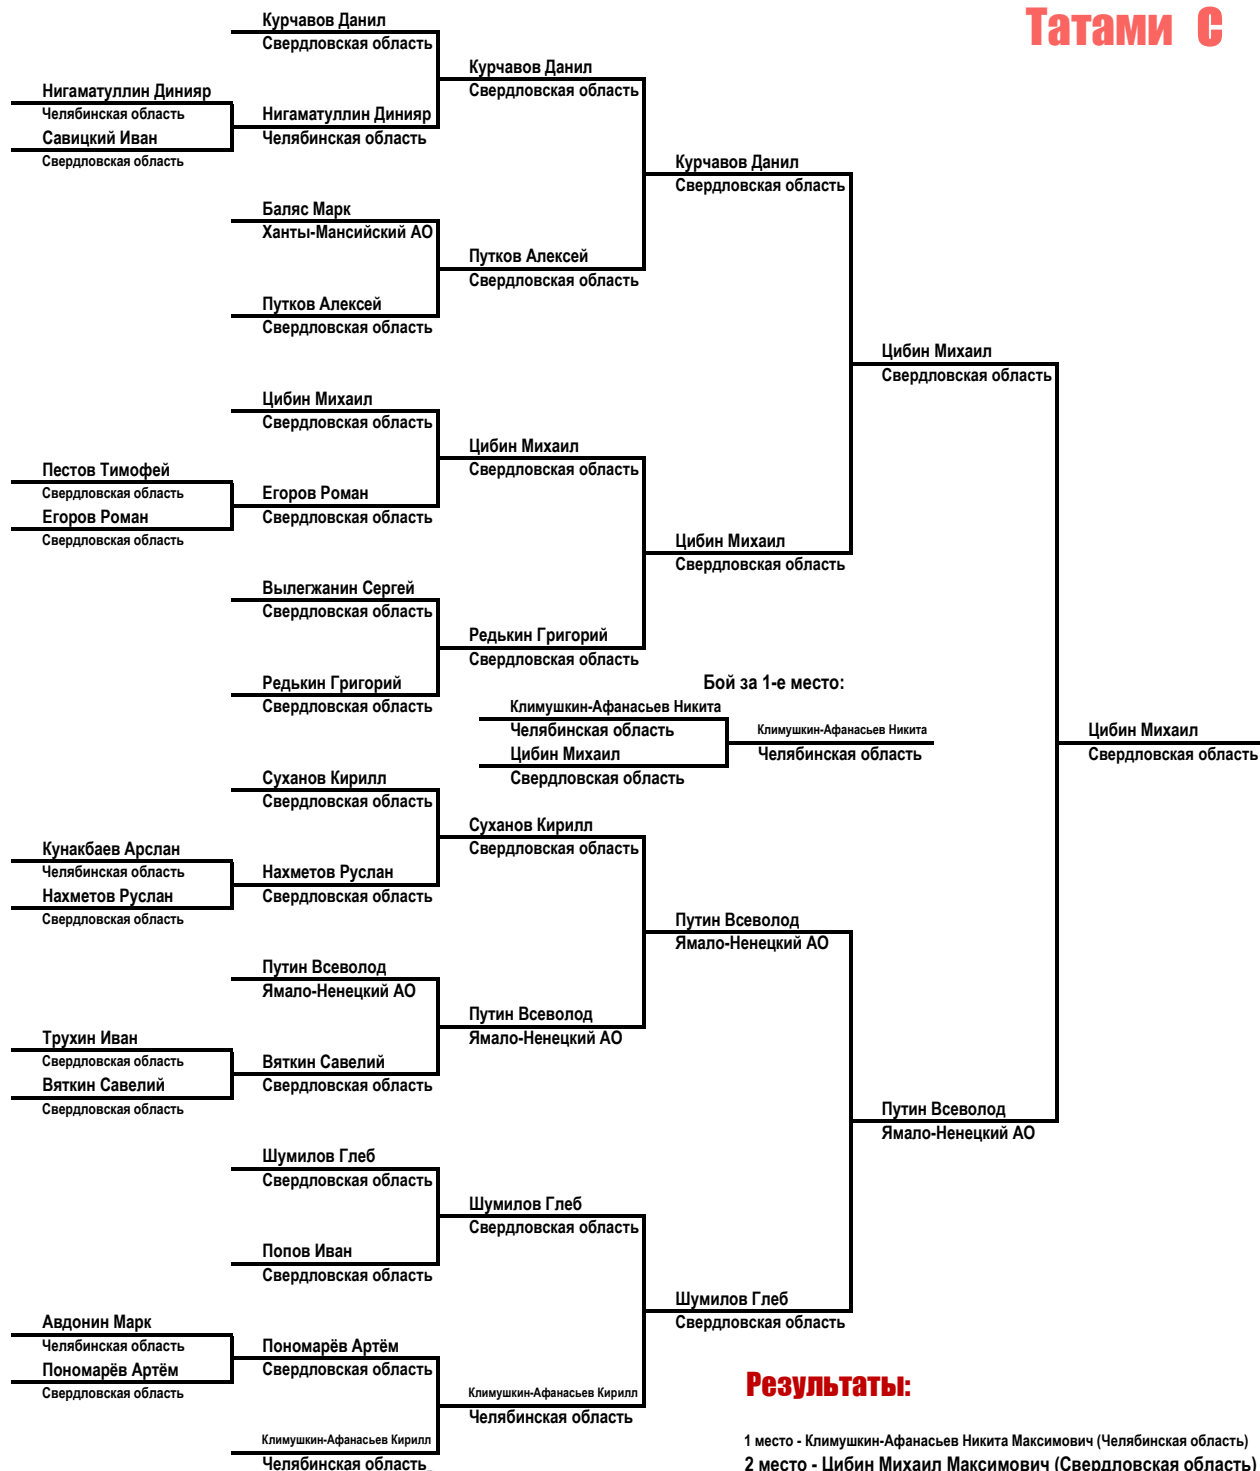 Татами С
Курчавов Данил
Свердловская область
Курчавов Данил
Свердловская область
Нигаматуллин Динияр
Челябинская область
Савицкий Иван
Свердловская область
Нигаматуллин Динияр
Челябинская область
Курчавов Данил
Свердловская область
Баляс Марк
Ханты-Мансийский АО
Путков Алексей
Свердловская область
Путков Алексей
Свердловская область
Цибин Михаил
Свердловская область
Цибин Михаил
Свердловская область
Цибин Михаил
Свердловская область
Пестов Тимофей
Свердловская область
Егоров Роман
Свердловская область
Егоров Роман
Свердловская область
Цибин Михаил
Свердловская область
Вылегжанин Сергей
Свердловская область
Редькин Григорий
Свердловская область
Редькин Григорий
Свердловская область
Бой за 1-е место:
Климушкин-Афанасьев Никита
Челябинская область
Цибин Михаил
Свердловская область
Климушкин-Афанасьев Никита
Челябинская область
Цибин Михаил
Свердловская область
Суханов Кирилл
Свердловская область
Суханов Кирилл
Свердловская область
Кунакбаев Арслан
Челябинская область
Нахметов Руслан
Свердловская область
Нахметов Руслан
Свердловская область
Путин Всеволод
Ямало-Ненецкий АО
Путин Всеволод
Ямало-Ненецкий АО
Путин Всеволод
Ямало-Ненецкий АО
Трухин Иван
Свердловская область
Вяткин Савелий
Свердловская область
Вяткин Савелий
Свердловская область
Путин Всеволод
Ямало-Ненецкий АО
Шумилов Глеб
Свердловская область
Шумилов Глеб
Свердловская область
Попов Иван
Свердловская область
Шумилов Глеб
Свердловская область
Авдонин Марк
Челябинская область
Пономарёв Артём
Свердловская область
Пономарёв Артём
Свердловская область
Климушкин-Афанасьев Кирилл
Челябинская область
Климушкин-Афанасьев Кирилл
Челябинская область
Результаты:
1 место - Климушкин-Афанасьев Никита Максимович (Челябинская область)
2 место - Цибин Михаил Максимович (Свердловская область)